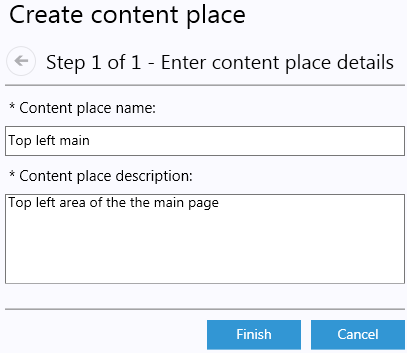 Create content place
Step 1 of 1 - Enter content place details
* Content place name:
Top left main
* Content place description:
Top left area of the the main page
Finish
Cancel